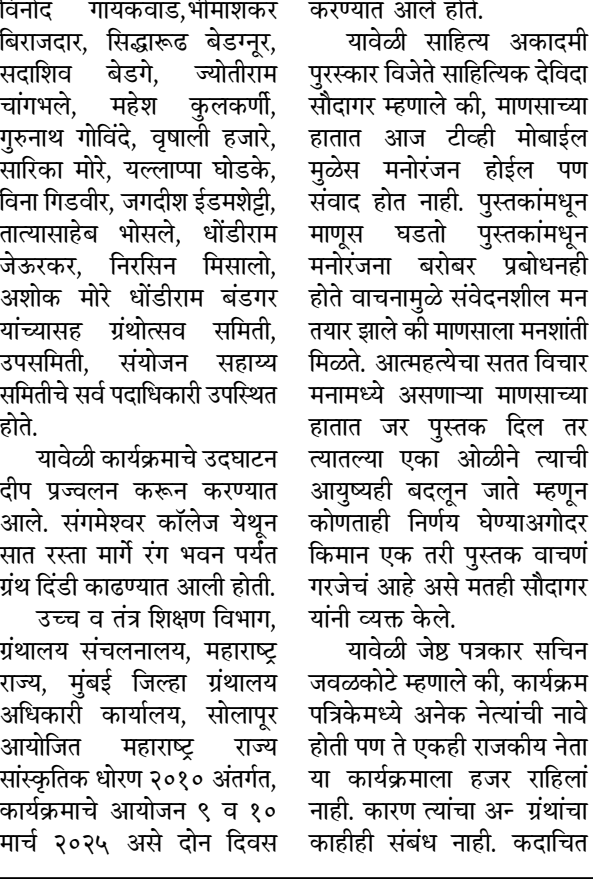 विनोद गायकवाड,भीमाशंकर
बिराजदार, सिद्धारूढ बेडग्नूर,
सदाशिव बेडगे, ज्योतीराम
चांगभले, महेश कुलकर्णी,
गुरुनाथ गोविंदे, वृषाली हजारे,
सारिका मोरे, यल्लाप्पा घोडके,
विना गिडवीर, जगदीश ईडमशेट्टी,
तात्यासाहेब भोसले, धोंडीराम
जेऊरकर, निरसिन मिसालो,
अशोक मोरे धोंडीराम बंडगर
यांच्यासह ग्रंथोत्सव समिती,
उपसमिती, संयोजन सहाय्य
समितीचे सर्व पदाधिकारी उपस्थित
होते.
यावेळी कार्यक्रमाचे उदघाटन
दीप प्रज्वलन करून करण्यात
आले. संगमेश्वर कॉलेज येथून
सात रस्ता मार्गे रंग भवन पर्यंत
ग्रंथ दिंडी काढण्यात आली होती.
उच्च व तंत्र शिक्षण विभाग,
ग्रंथालय संचलनालय, महाराष्ट्र
राज्य, मुंबई जिल्हा ग्रंथालय
अधिकारी कार्यालय, सोलापूर
आयोजित महाराष्ट्र राज्य
सांस्कृतिक धोरण २०१० अंतर्गत,
कार्यक्रमाचे आयोजन ९ व १०
मार्च २०२५ असे दोन दिवस
करण्यात आले होते.
यावेळी साहित्य अकादमी
पुरस्कार विजेते साहित्यिक देविदा
सौदागर म्हणाले की, माणसाच्या
हातात आज टीव्ही मोबाईल
मुळेस मनोरंजन होईल पण
संवाद होत नाही. पुस्तकांमधून
माणूस घडतो पुस्तकांमधून
मनोरंजना बरोबर प्रबोधनही
होते वाचनामुळे संवेदनशील मन
तयार झाले की माणसाला मनशांती
मिळते. आत्महत्येचा सतत विचार
मनामध्ये असणाऱ्या माणसाच्या
हातात जर पुस्तक दिल तर
त्यातल्या एका ओळीने त्याची
आयुष्यही बदलून जाते म्हणून
कोणताही निर्णय घेण्याअगोदर
किमान एक तरी पुस्तक वाचणं
गरजेचं आहे असे मतही सौदागर
यांनी व्यक्त केले.
यावेळी जेष्ठ पत्रकार सचिन
जवळकोटे म्हणाले की, कार्यक्रम
पत्रिकेमध्ये अनेक नेत्यांची नावे
होती पण ते एकही राजकीय नेता
या कार्यक्रमाला हजर राहिलां
नाही. कारण त्यांचा अन्‍ ग्रंथांचा
काहीही संबंध नाही. कदाचित